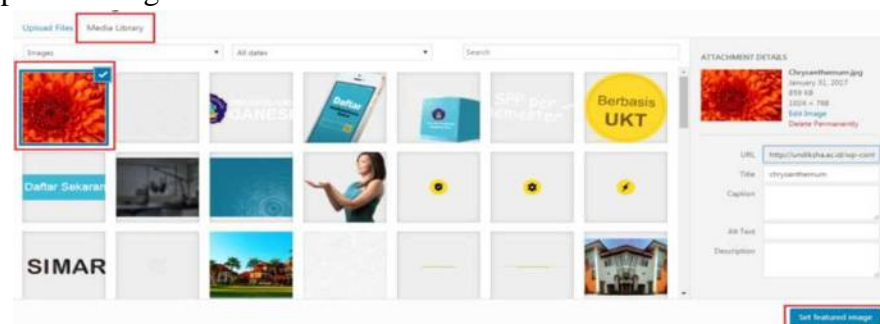 Upload Files Media Library
Images All dates Search
ATTACHMENT DETAILS
Chrysanthemum.jpg
January 31, 2017
859 KB
1024 × 768
Edit Image
Delete Permanently
GANES
Daftar
SPP per
semester
Berbasis
UKT
URL http://undiksha.ac.id/wp-cont
Title chrysanthemum
Caption
Daftar Sekaran
Alt Text
Description
SIMAR
Set featured image